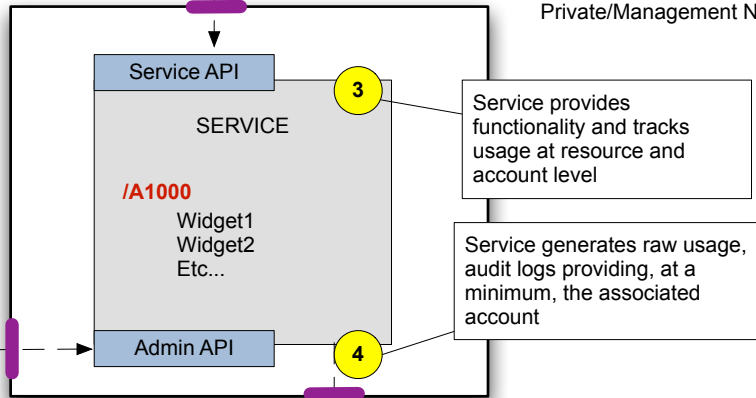 Private/Management N
Service API
3
SERVICE
Service provides
functionality and tracks
usage at resource and
account level
/A1000
Widget1
Widget2
Etc...
Service generates raw usage,
audit logs providing, at a
minimum, the associated
account
Admin API
4